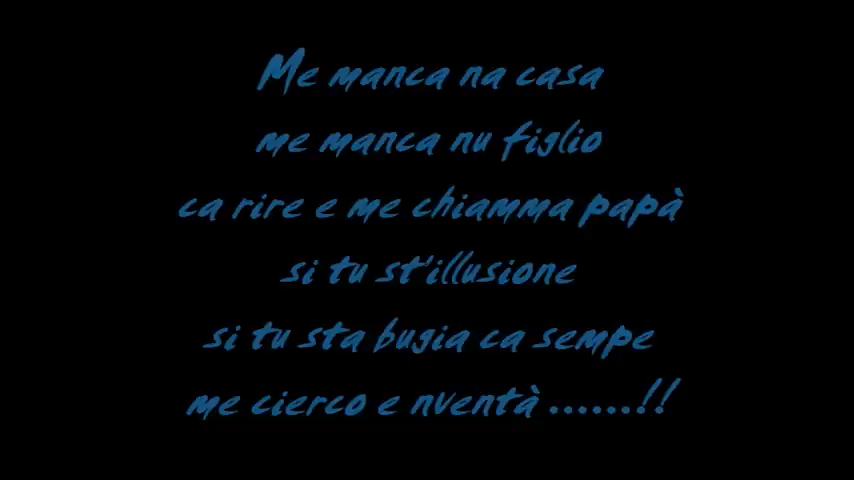 Me manca na casa
me manca nu figlio
ca rire e me chiamma papà
si tu st'illusione
si tu sta bugia ca sempe
me cierco e nventà .......!!